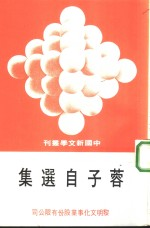 中國新文學叢刊
蓉子自選集
黎明文化事業股份有限公司